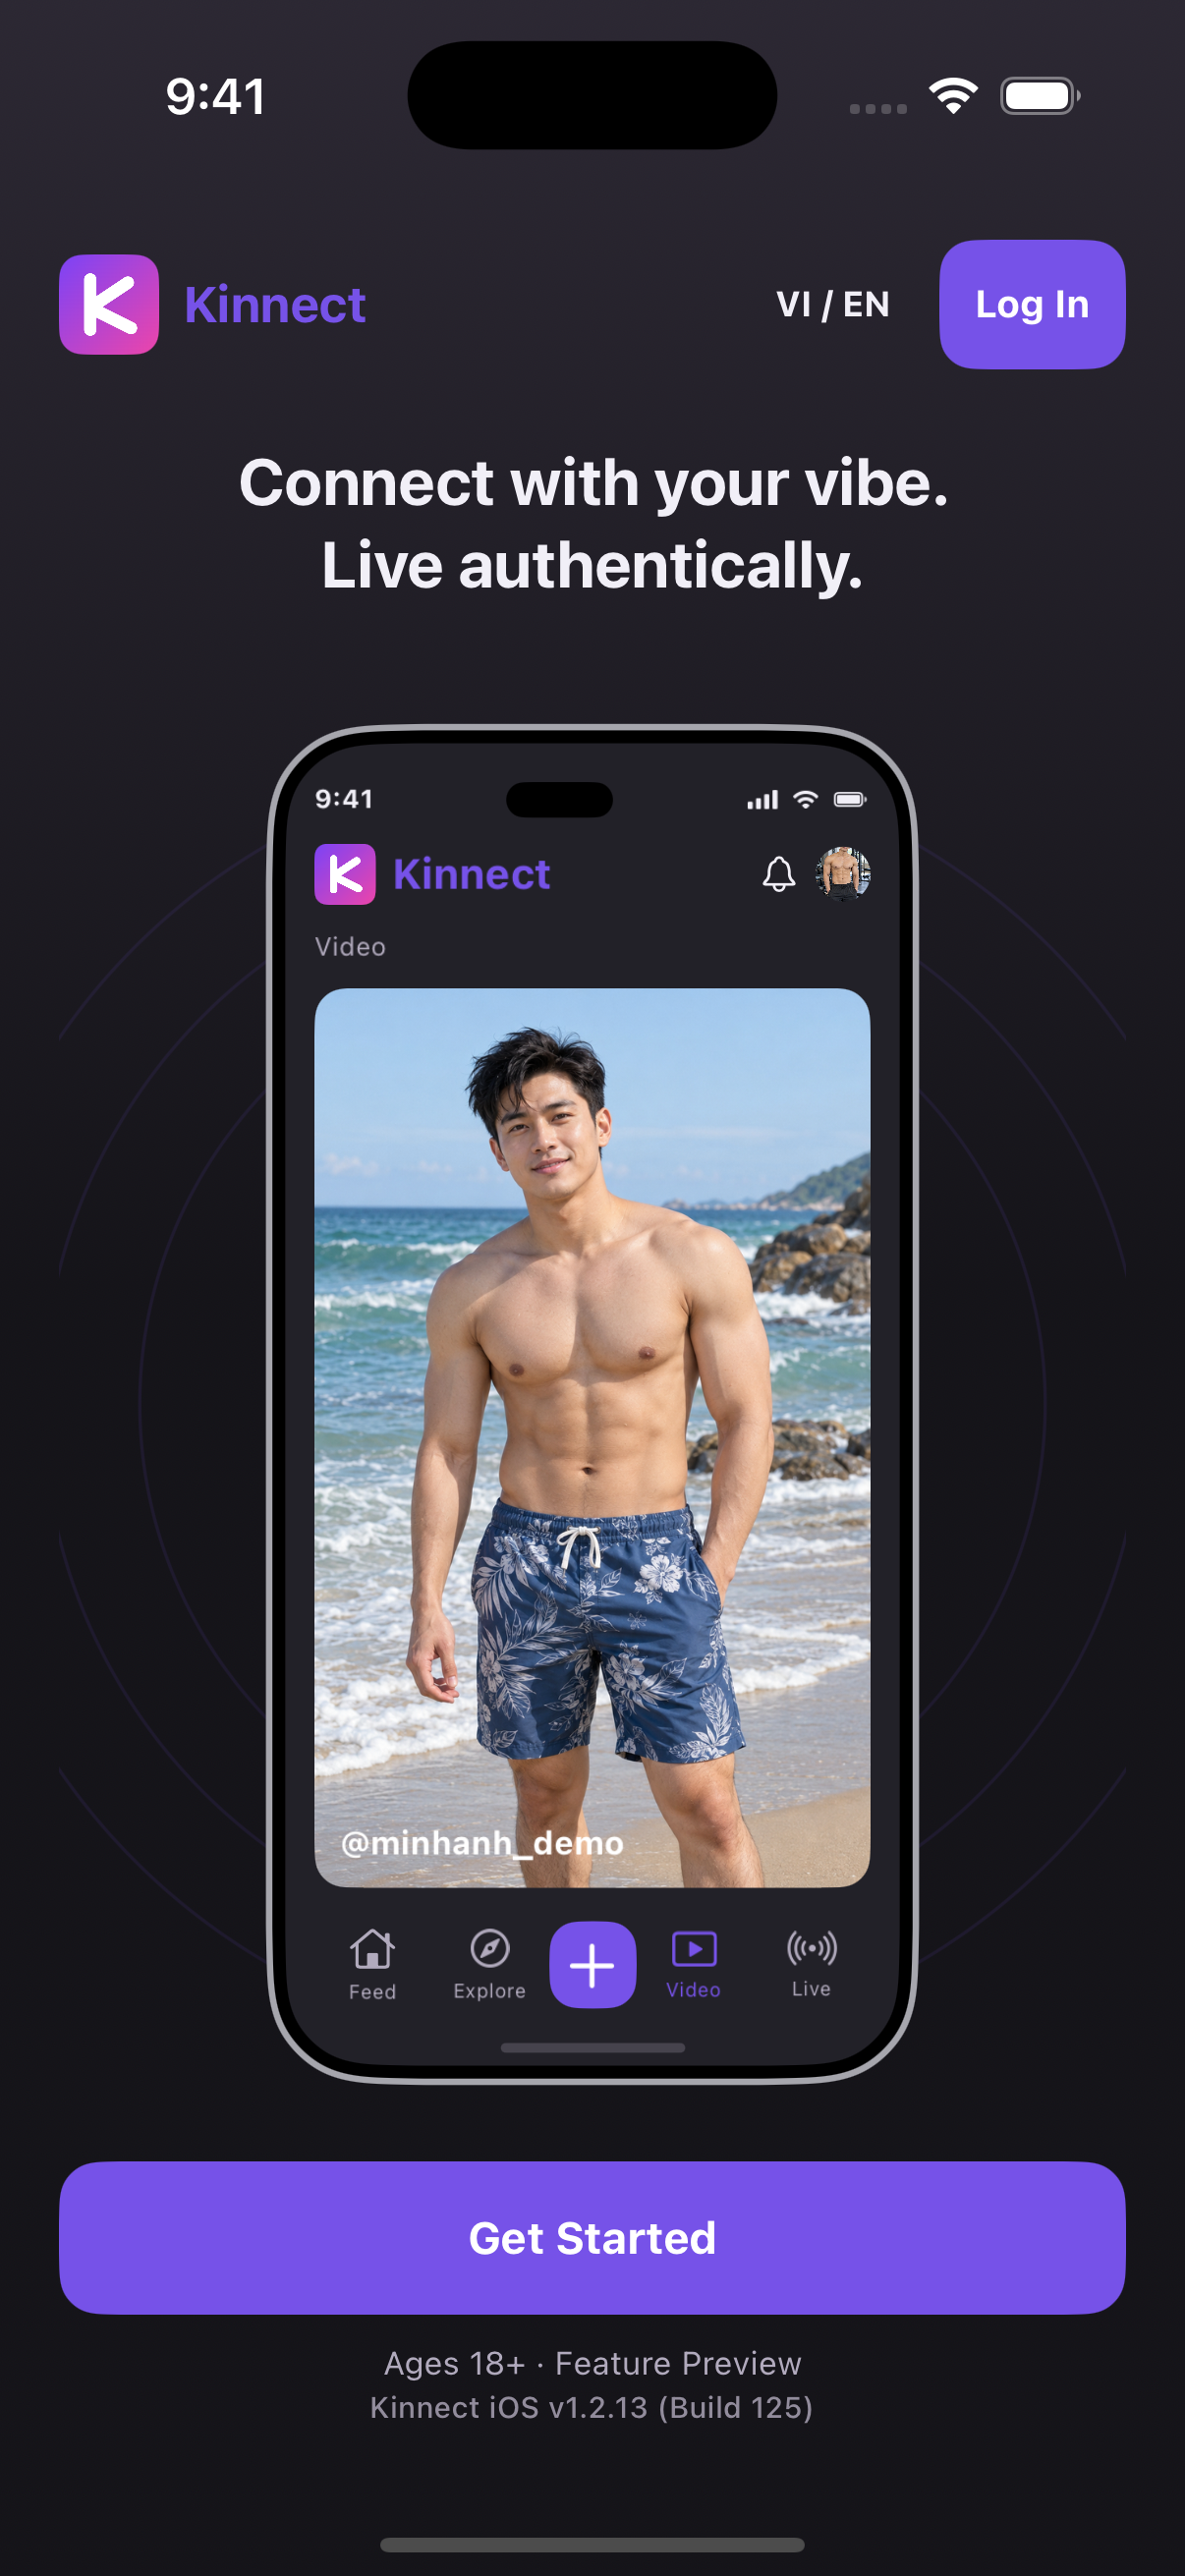 9:41
Kinnect
VI / EN
Log In
Connect with your vibe.
Live authentically.
9:41
Kinnect
Video
@minhanh_demo
Feed
Explore
Video
Live
Get Started
Ages 18+ · Feature Preview
Kinnect iOS v1.2.13 (Build 125)